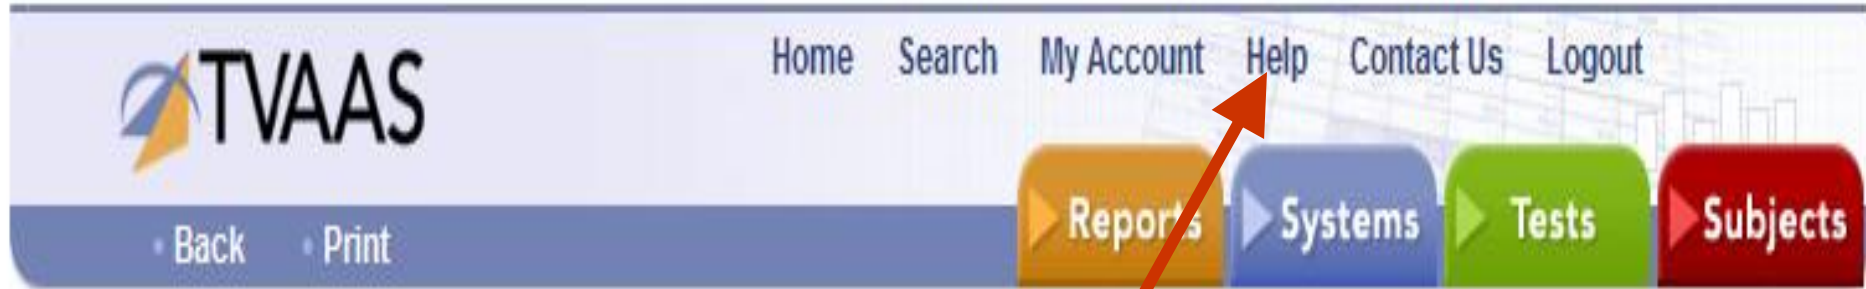 TVAAS
Home Search My Account Help Contact Us Logout
Reports Systems Tests Subjects
Back Print